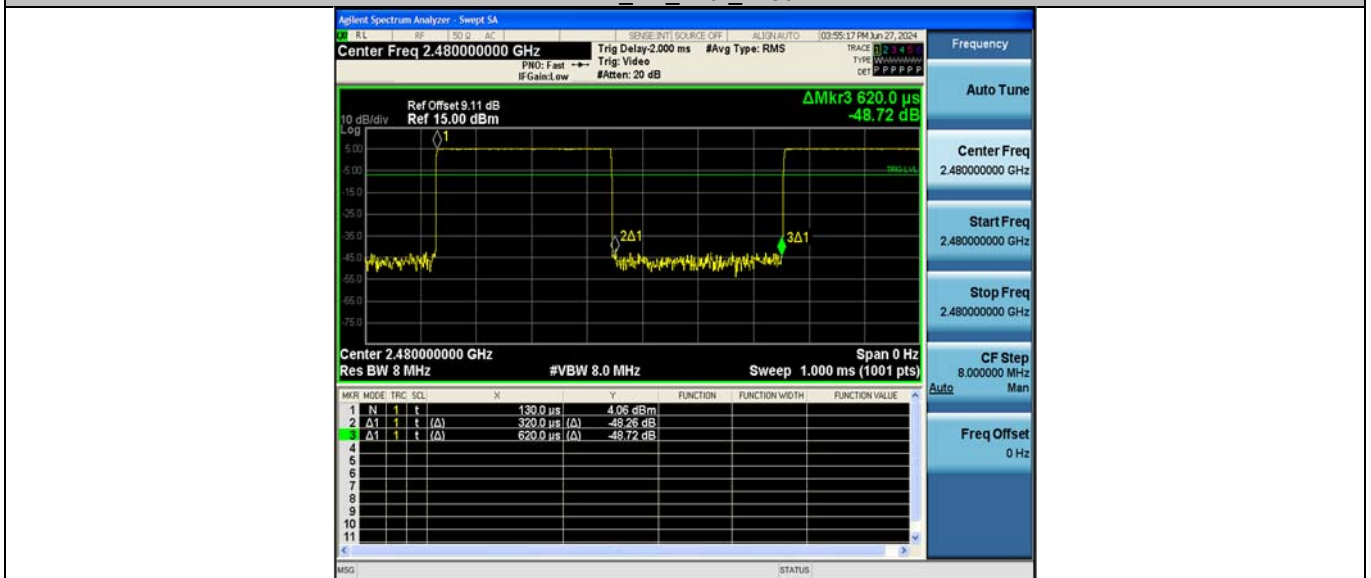 Agilent Spectrum Analyzer - Swept SA
RL RF 50 Ω AC SENSE:INT SOURCE OFF ALIGN AUTO 03:55:17 PM Jun 27, 2024
Center Freq 2.480000000 GHz Trig Delay-2.000 ms #Avg Type: RMS TRACE 1 2 3 4 5 6
PNO: Fast Trig: Video TYPE
IFGain:Low #Atten: 20 dB DET P P P P P P
Frequency
Auto Tune
Center Freq
2.480000000 GHz
Start Freq
2.480000000 GHz
Stop Freq
2.480000000 GHz
CF Step
8.000000 MHz
Auto Man
Freq Offset
0 Hz
ΔMkr3 620.0 µs
-48.72 dB
Ref Offset 9.11 dB
10 dB/div Ref 15.00 dBm
Log
1
5.00
-5.00
TRIG LVL
-15.0
-25.0
-35.0
2Δ1
3Δ1
-45.0
-55.0
-65.0
-75.0
Center 2.480000000 GHz Span 0 Hz
Res BW 8 MHz #VBW 8.0 MHz Sweep 1.000 ms (1001 pts)
MKR MODE TRC SCL X Y FUNCTION FUNCTION WIDTH FUNCTION VALUE
1 N 1 t 130.0 µs 4.06 dBm
2 Δ1 1 t (Δ) 320.0 µs (Δ) -48.26 dB
3 Δ1 1 t (Δ) 620.0 µs (Δ) -48.72 dB
4
5
6
7
8
9
10
11
MSG STATUS